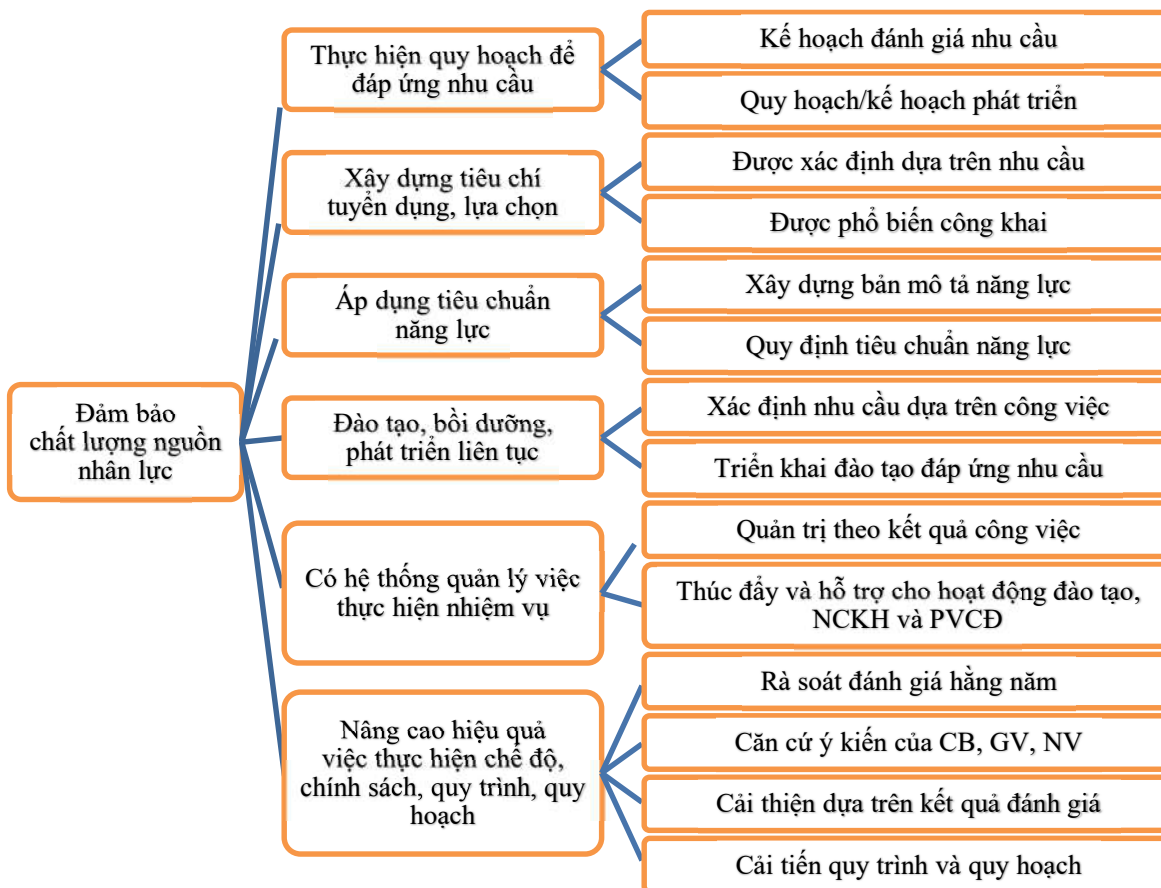 Đảm bảo
chất lượng nguồn
nhân lực
Thực hiện quy hoạch để
đáp ứng nhu cầu
Kế hoạch đánh giá nhu cầu
Quy hoạch/kế hoạch phát triển
Xây dựng tiêu chí
tuyển dụng, lựa chọn
Được xác định dựa trên nhu cầu
Được phổ biến công khai
Áp dụng tiêu chuẩn
năng lực
Xây dựng bản mô tả năng lực
Quy định tiêu chuẩn năng lực
Đào tạo, bồi dưỡng,
phát triển liên tục
Xác định nhu cầu dựa trên công việc
Triển khai đào tạo đáp ứng nhu cầu
Có hệ thống quản lý việc
thực hiện nhiệm vụ
Quản trị theo kết quả công việc
Thúc đẩy và hỗ trợ cho hoạt động đào tạo,
NCKH và PVCĐ
Nâng cao hiệu quả
việc thực hiện chế độ,
chính sách, quy trình, quy
hoạch
Rà soát đánh giá hằng năm
Căn cứ ý kiến của CB, GV, NV
Cải thiện dựa trên kết quả đánh giá
Cải tiến quy trình và quy hoạch